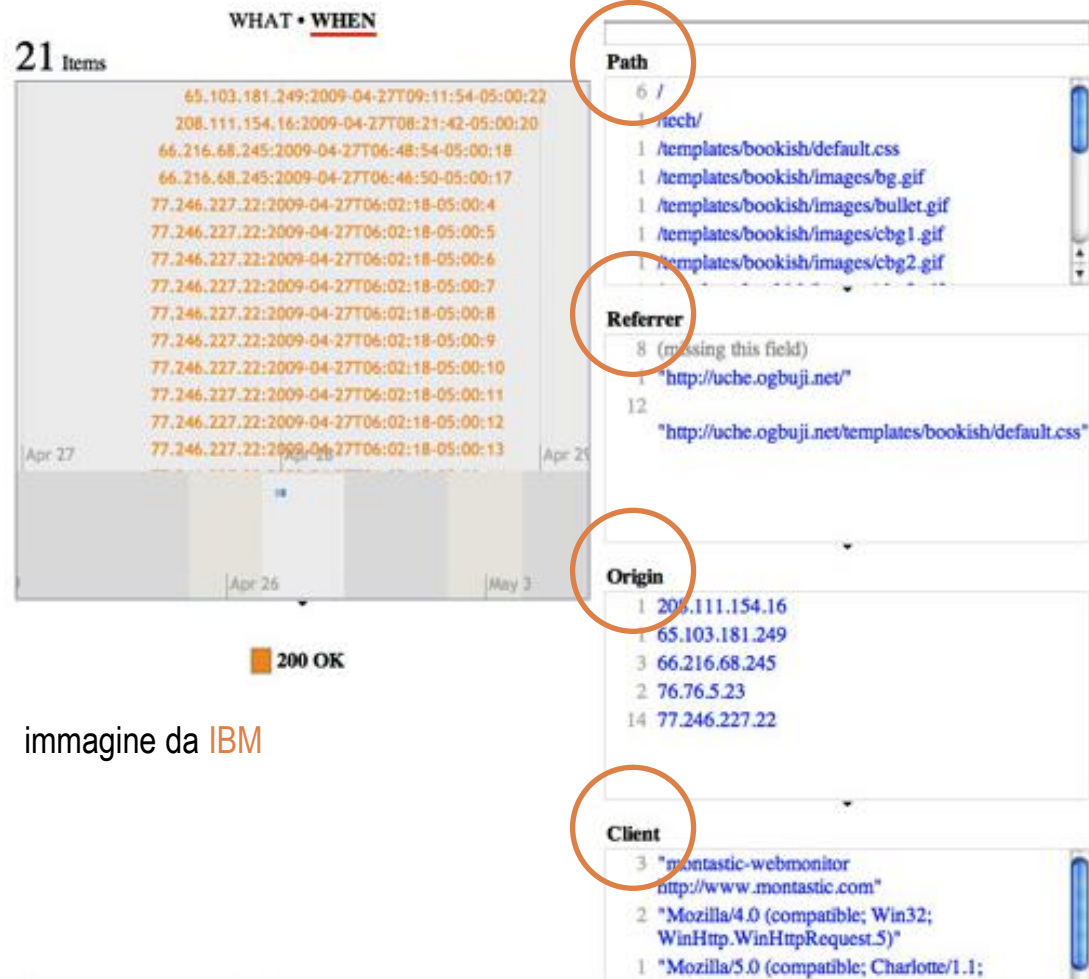 WHAT • WHEN
21 Items
65.103.181.249:2009-04-27T09:11:54-05:00:22
208.111.154.16:2009-04-27T08:21:42-05:00:20
66.216.68.245:2009-04-27T06:48:54-05:00:18
66.216.68.245:2009-04-27T06:46:50-05:00:17
77.246.227.22:2009-04-27T06:02:18-05:00:4
77.246.227.22:2009-04-27T06:02:18-05:00:5
77.246.227.22:2009-04-27T06:02:18-05:00:6
77.246.227.22:2009-04-27T06:02:18-05:00:7
77.246.227.22:2009-04-27T06:02:18-05:00:8
77.246.227.22:2009-04-27T06:02:18-05:00:9
77.246.227.22:2009-04-27T06:02:18-05:00:10
77.246.227.22:2009-04-27T06:02:18-05:00:11
77.246.227.22:2009-04-27T06:02:18-05:00:12
77.246.227.22:2009-04-27T06:02:18-05:00:13
Apr 27 Apr 28 Apr 29
Apr 26 May 3
200 OK
immagine da IBM
Path
6 /
1 /tech/
1 /templates/bookish/default.css
1 /templates/bookish/images/bg.gif
1 /templates/bookish/images/bullet.gif
1 /templates/bookish/images/cbg1.gif
1 /templates/bookish/images/cbg2.gif
Referrer
8 (missing this field)
1 "http://uche.ogbuji.net/"
12
"http://uche.ogbuji.net/templates/bookish/default.css"
Origin
1 208.111.154.16
1 65.103.181.249
3 66.216.68.245
2 76.76.5.23
14 77.246.227.22
Client
3 "montastic-webmonitor
http://www.montastic.com"
2 "Mozilla/4.0 (compatible; Win32;
WinHttp.WinHttpRequest.5)"
1 "Mozilla/5.0 (compatible; Charlotte/1.1;